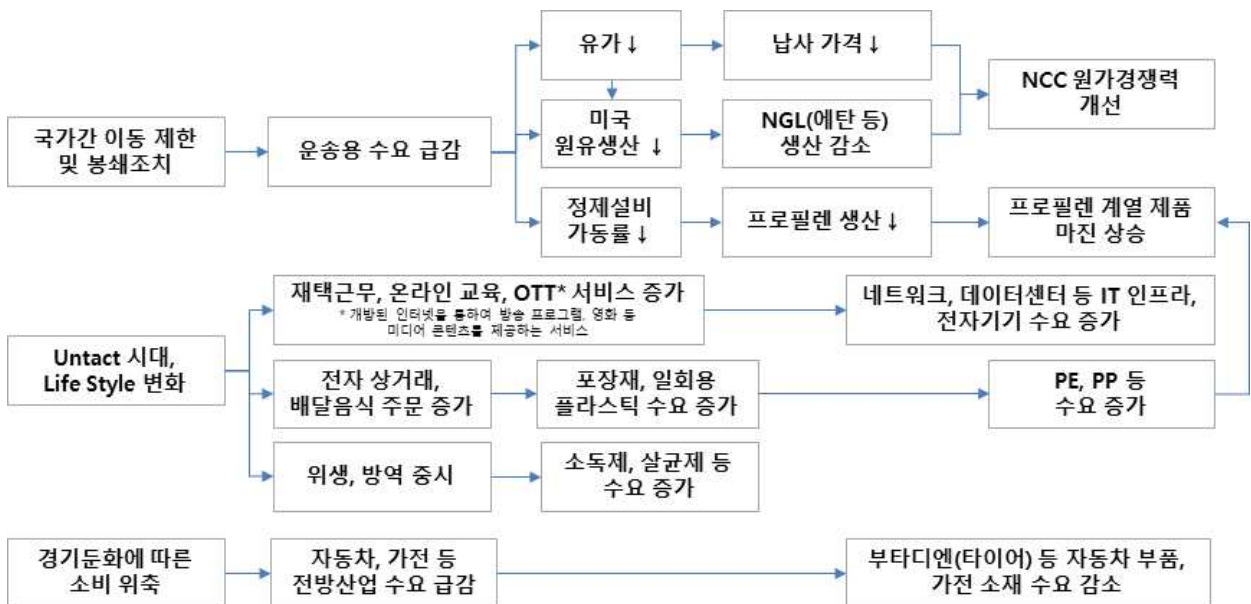 유가↓
납사 가격↓
NCC 원가경쟁력
개선
국가간 이동 제한
및 봉쇄조치
운송용 수요 급감
미국
원유생산 ↓
NGL(에탄 등)
생산 감소
정제설비
가동률↓
프로필렌 생산↓
프로필렌 계열 제품
마진 상승
Untact 시대,
Life Style 변화
재택근무, 온라인 교육, OTT* 서비스 증가
* 개방된 인터넷을 통하여 방송 프로그램, 영화 등
미디어 콘텐츠를 제공하는 서비스
네트워크, 데이터센터 등 IT 인프라,
전자기기 수요 증가
전자 상거래,
배달음식 주문 증가
포장재, 일회용
플라스틱 수요 증가
PE, PP 등
수요 증가
위생, 방역 중시
소독제, 살균제 등
수요 증가
경기둔화에 따른
소비 위축
자동차, 가전 등
전방산업 수요 급감
부타디엔(타이어) 등 자동차 부품,
가전 소재 수요 감소